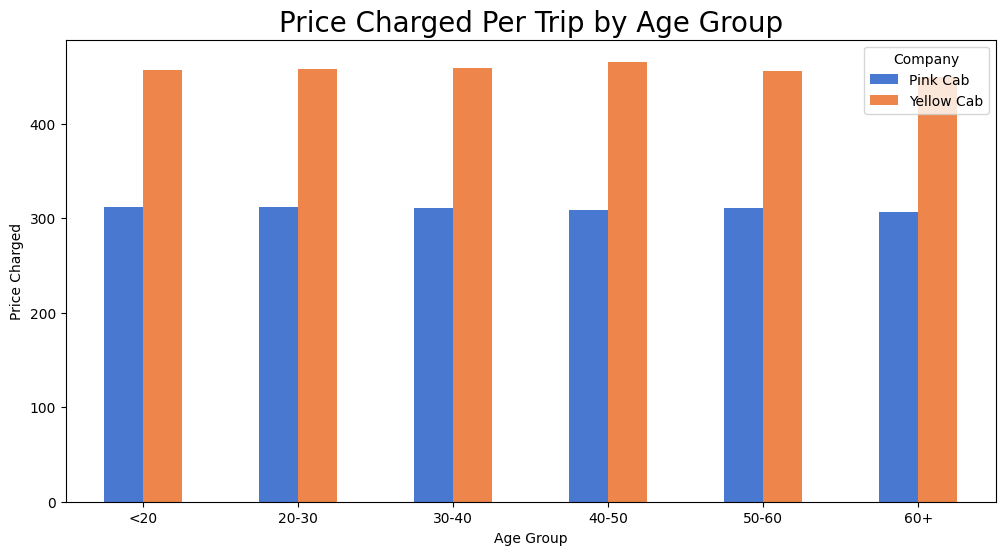 Price Charged Per Trip by Age Group
Company
Pink Cab
Yellow Cab
Price Charged
400
300
200
100
0
<20
20-30
30-40
40-50
50-60
60+
Age Group